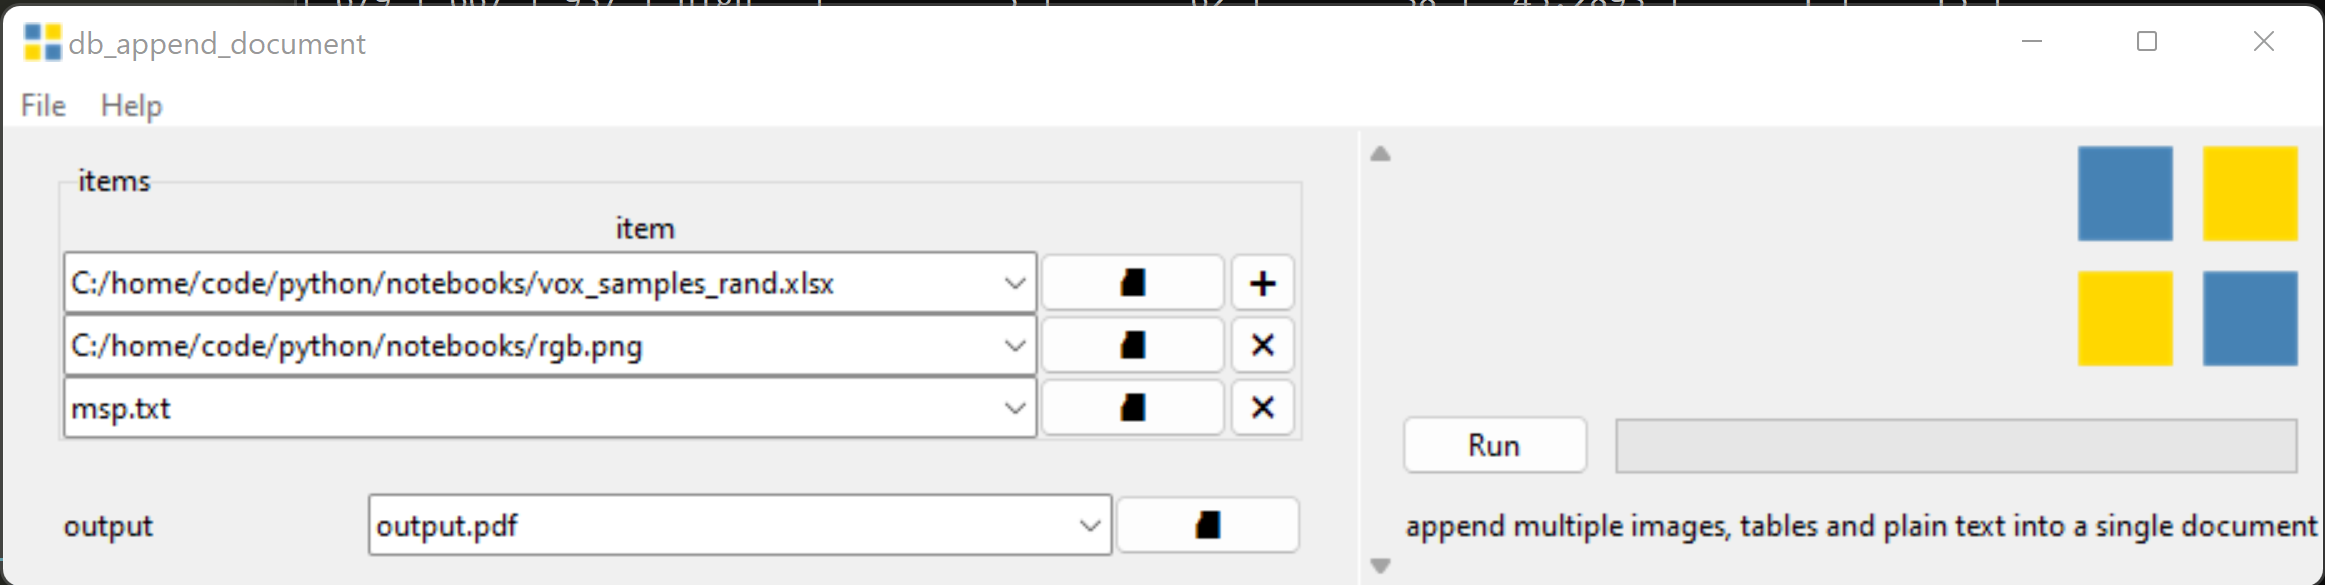 db_append_document
File Help
items
item
C:/home/code/python/notebooks/vox_samples_rand.xlsx
C:/home/code/python/notebooks/rgb.png
msp.txt
output output.pdf
Run
append multiple images, tables and plain text into a single document